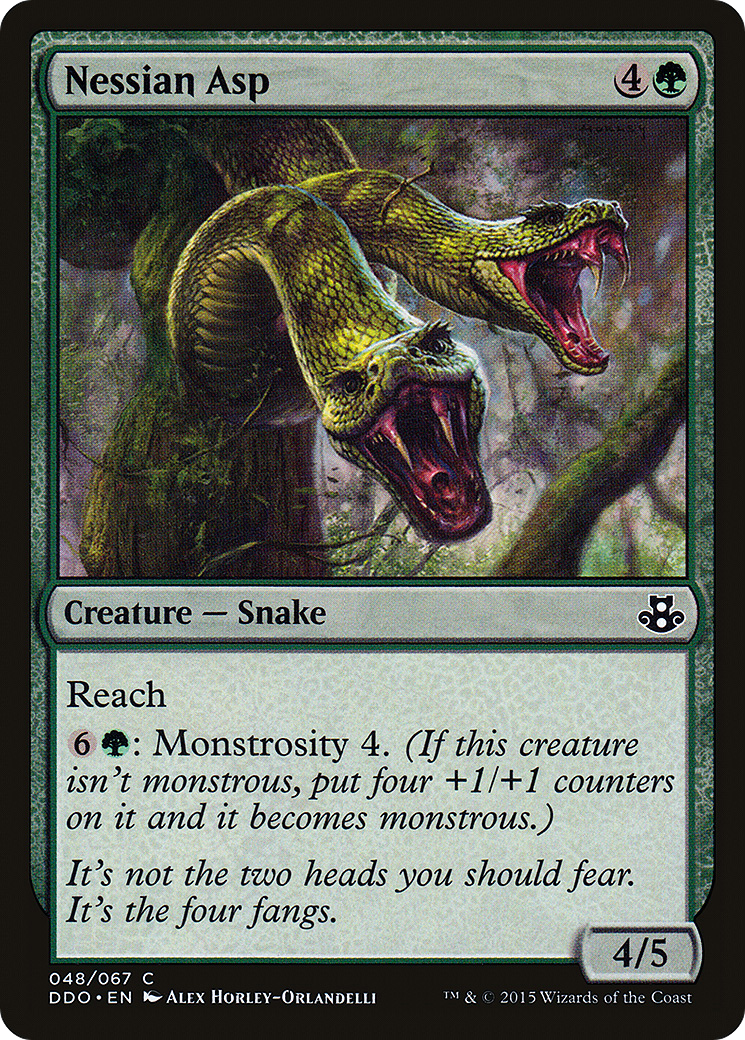 Nessian Asp 4
Creature — Snake
Reach
6 : Monstrosity 4. (If this creature
isn't monstrous, put four +1/+1 counters
on it and it becomes monstrous.)
It's not the two heads you should fear.
It's the four fangs.
4/5
048/067 C
DDO • EN Alex Horley-Orlandelli ™ & © 2015 Wizards of the Coast